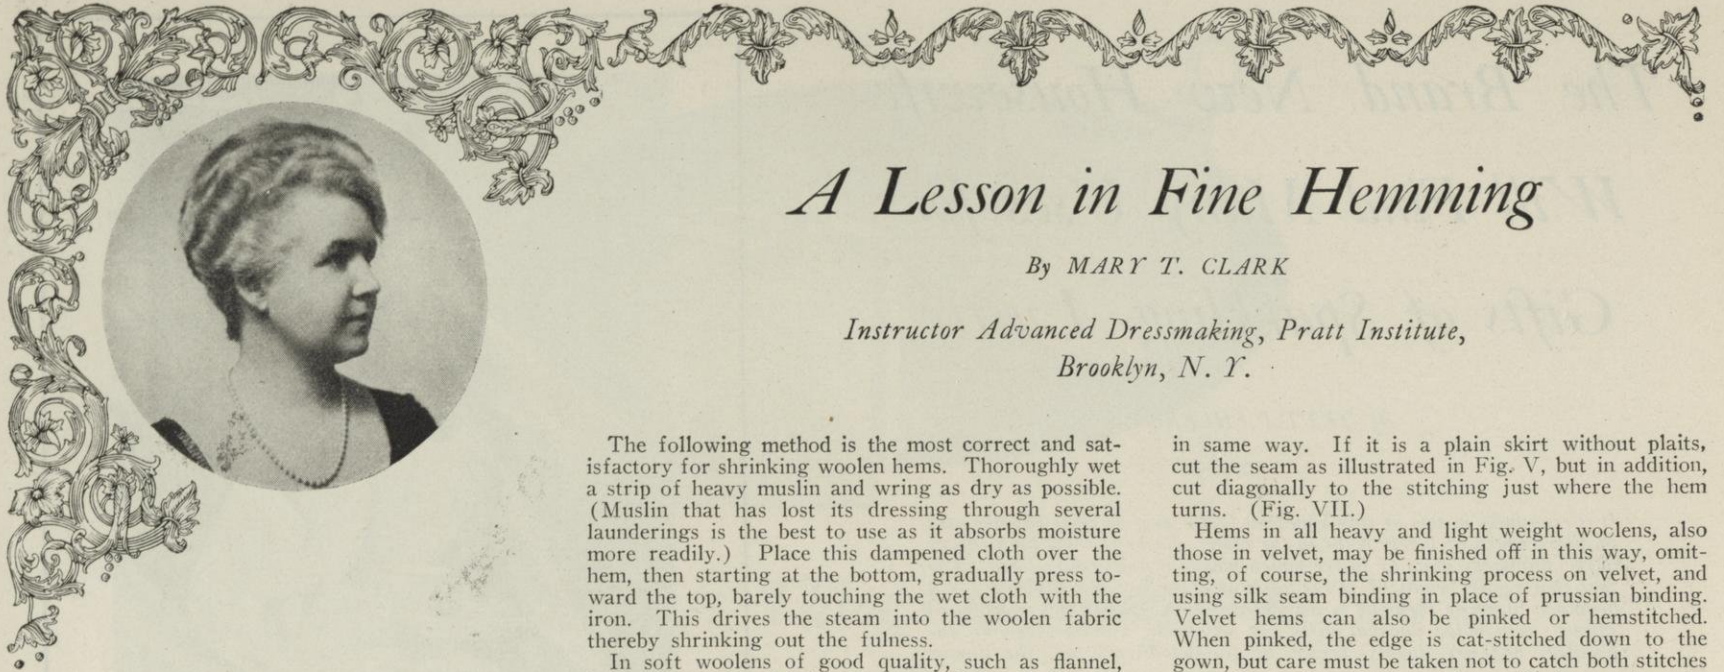 A Lesson in Fine Hemming
By MARY T. CLARK
Instructor Advanced Dressmaking, Pratt Institute,
Brooklyn, N. Y.
The following method is the most correct and sat-
isfactory for shrinking woolen hems. Thoroughly wet
a strip of heavy muslin and wring as dry as possible.
(Muslin that has lost its dressing through several
launderings is the best to use as it absorbs moisture
more readily.) Place this dampened cloth over the
hem, then starting at the bottom, gradually press to-
ward the top, barely touching the wet cloth with the
iron. This drives the steam into the woolen fabric
thereby shrinking out the fulness.
In soft woolens of good quality, such as flannel,
in same way. If it is a plain skirt without plaits,
cut the seam as illustrated in Fig. V, but in addition,
cut diagonally to the stitching just where the hem
turns. (Fig. VII.)
Hems in all heavy and light weight woclens, also
those in velvet, may be finished off in this way, omit-
ting, of course, the shrinking process on velvet, and
using silk seam binding in place of prussian binding.
Velvet hems can also be pinked or hemstitched.
When pinked, the edge is cat-stitched down to the
gown, but care must be taken not to catch both stitches